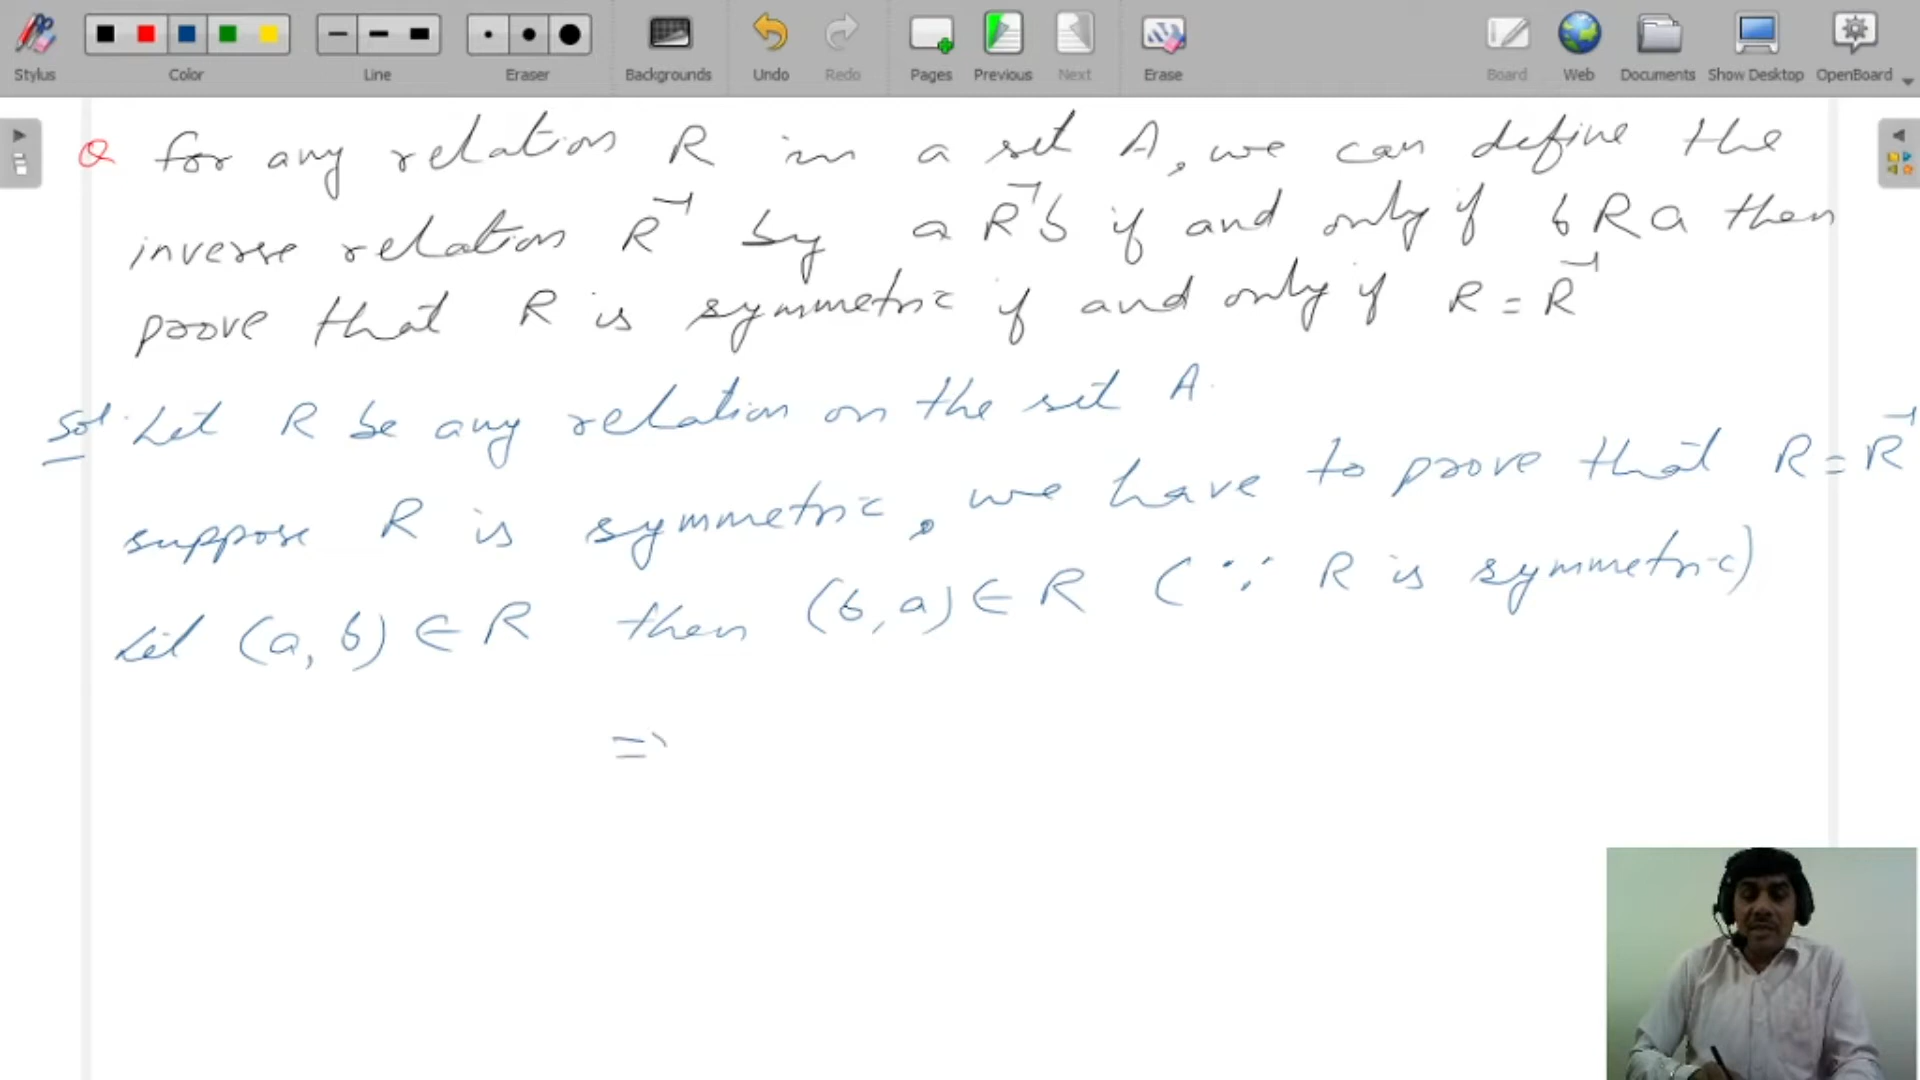 Stylus Color Line Eraser Backgrounds Undo Redo Pages Previous Next Erase Board Web Documents Show Desktop OpenBoard
Q for any relation R in a set A, we can define the
inverse relation R⁻¹ by a R⁻¹ b if and only if b R a then
prove that R is symmetric if and only if R = R⁻¹
Sol. Let R be any relation on the set A.
suppose R is symmetric, we have to prove that R = R⁻¹
Let (a, b) ∈ R then (b, a) ∈ R (∵ R is symmetric)
⇒